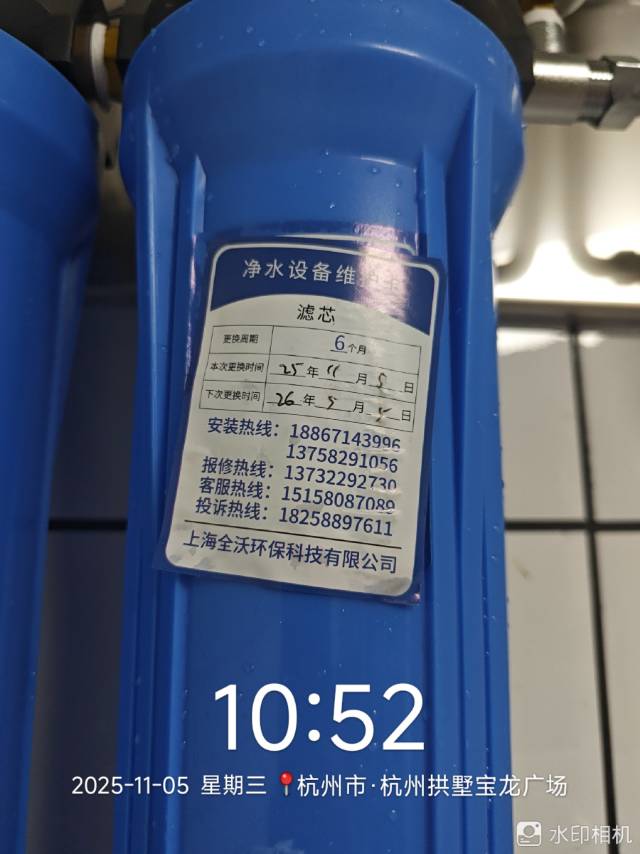 净水设备维护卡
滤芯
更换周期 6个月
本次更换时间 25年11月5日
下次更换时间 26年5月5日
安装热线：18867143996
13758291056
报修热线：13732292730
客服热线：15158087089
投诉热线：18258897611
上海全沃环保科技有限公司
10:52
2025-11-05 星期三 杭州市·杭州拱墅宝龙广场
水印相机